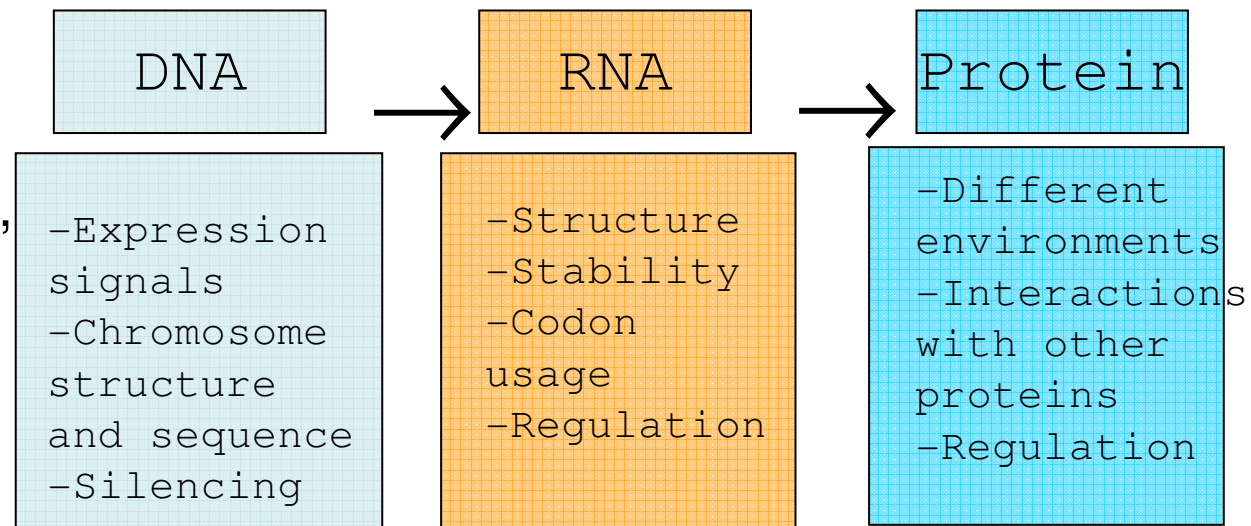 DNA
RNA
Protein
,
-Expression
signals
-Chromosome
structure
and sequence
-Silencing
-Structure
-Stability
-Codon
usage
-Regulation
-Different
environments
-Interactions
with other
proteins
-Regulation